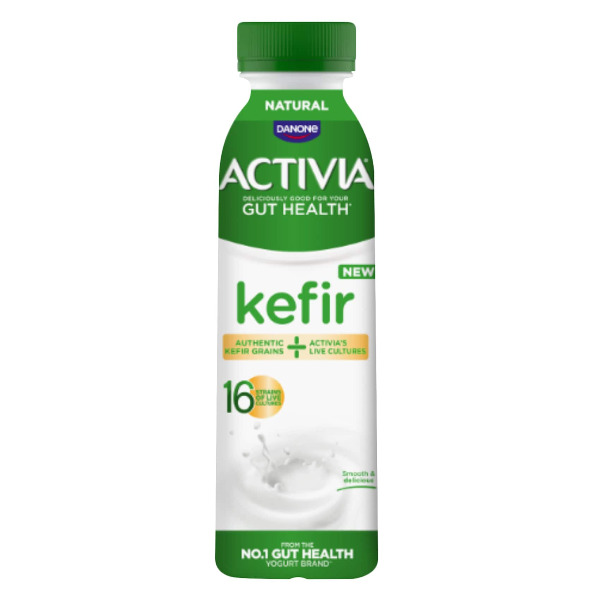 NATURAL
DANONE
ACTIVIA®
DELICIOUSLY GOOD FOR YOUR
GUT HEALTH*
NEW
kefir
AUTHENTIC
KEFIR GRAINS
+
ACTIVIA'S
LIVE CULTURES
16
STRAINS
OF LIVE
CULTURES
Smooth &
delicious
FROM THE
NO.1 GUT HEALTH
YOGURT BRAND**